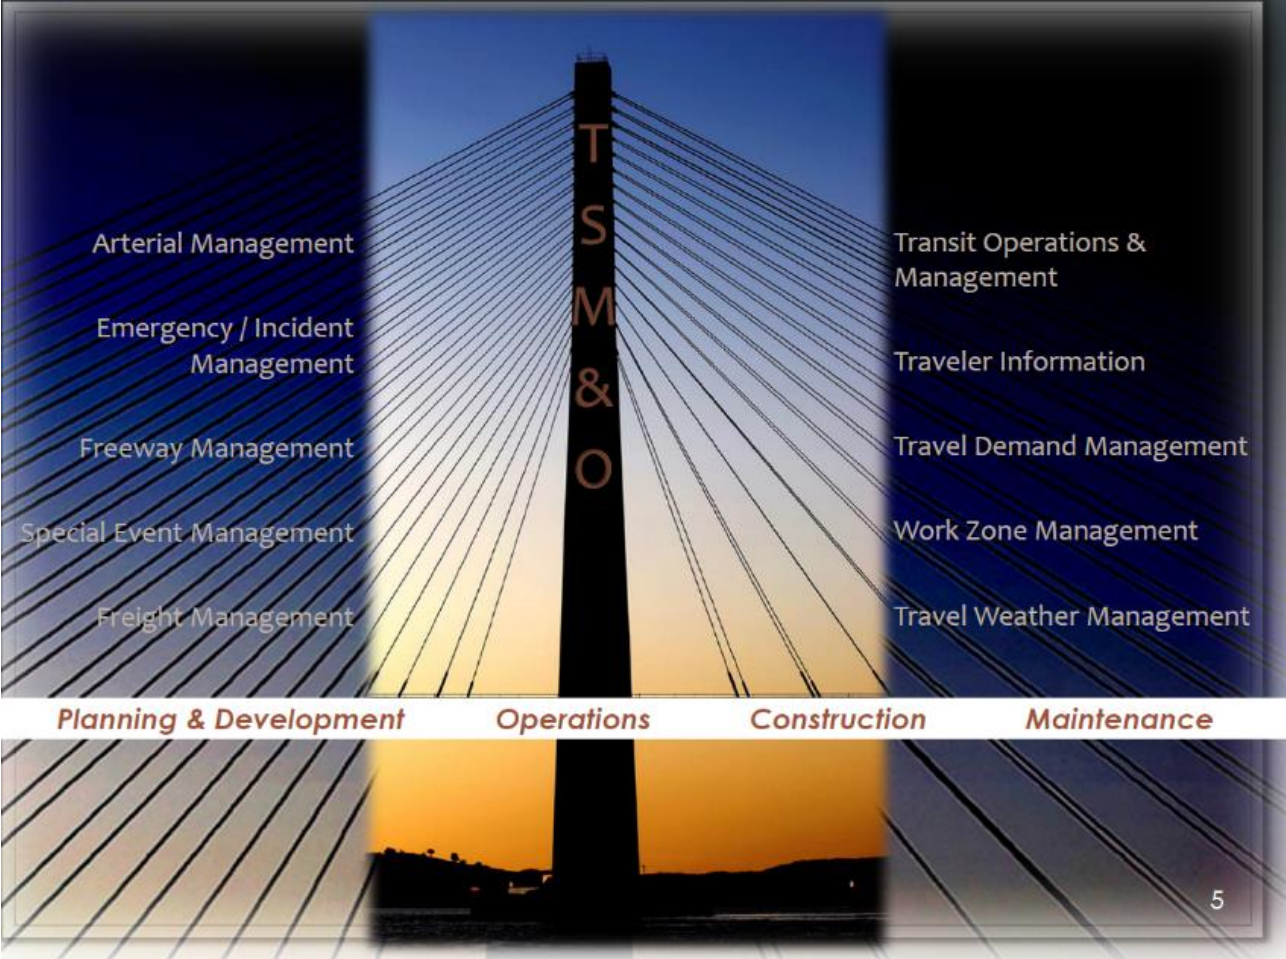 T
S
M
&
O
Arterial Management
Emergency / Incident
Management
Freeway Management
Special Event Management
Freight Management
Transit Operations &
Management
Traveler Information
Travel Demand Management
Work Zone Management
Travel Weather Management
Planning & Development Operations Construction Maintenance
5